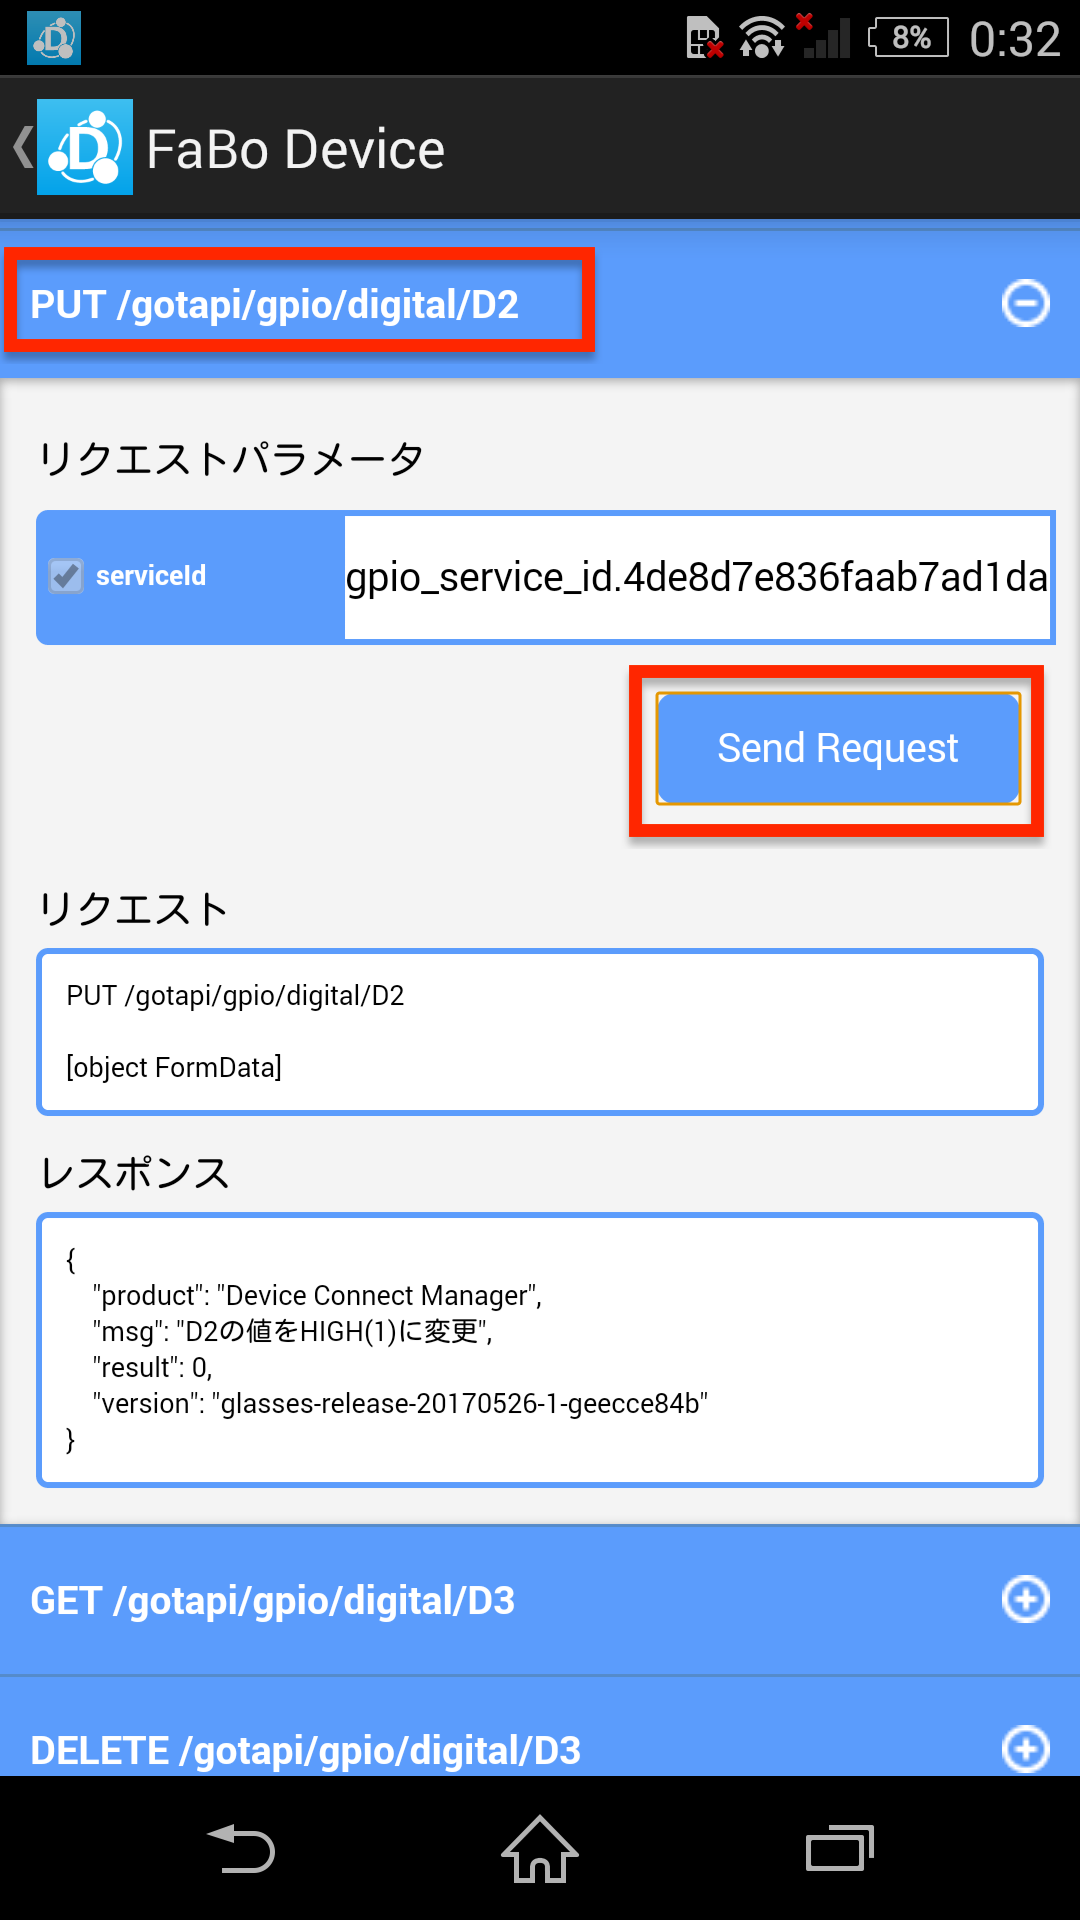 8% 0:32
D FaBo Device
PUT /gotapi/gpio/digital/D2
リクエストパラメータ
serviceId gpio_service_id.4de8d7e836faab7ad1da
Send Request
リクエスト
PUT /gotapi/gpio/digital/D2
[object FormData]
レスポンス
{
"product": "Device Connect Manager",
"msg": "D2の値をHIGH(1)に変更",
"result": 0,
"version": "glasses-release-20170526-1-geecce84b"
}
GET /gotapi/gpio/digital/D3
DELETE /gotapi/gpio/digital/D3